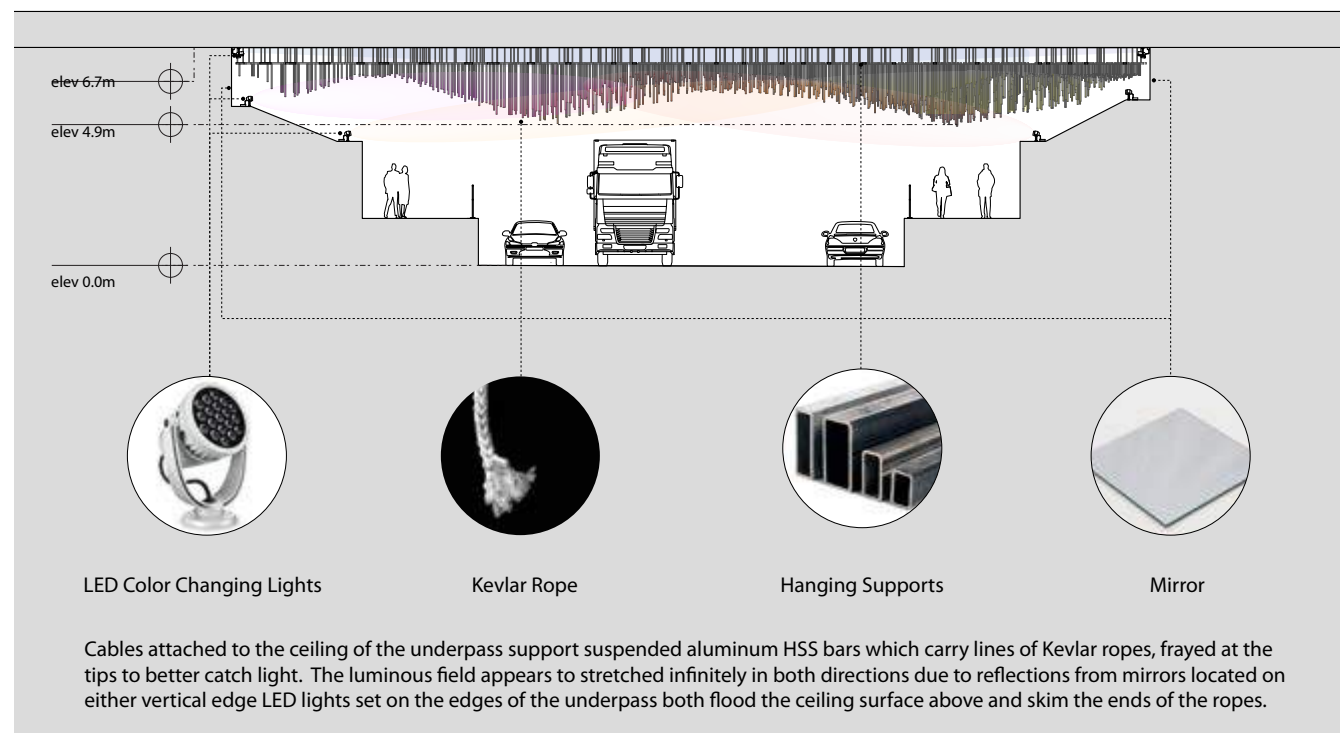 elev 6.7m
elev 4.9m
elev 0.0m
LED Color Changing Lights
Kevlar Rope
Hanging Supports
Mirror
Cables attached to the ceiling of the underpass support suspended aluminum HSS bars which carry lines of Kevlar ropes, frayed at the
tips to better catch light.  The luminous field appears to stretched infinitely in both directions due to reflections from mirrors located on
either vertical edge LED lights set on the edges of the underpass both flood the ceiling surface above and skim the ends of the ropes.